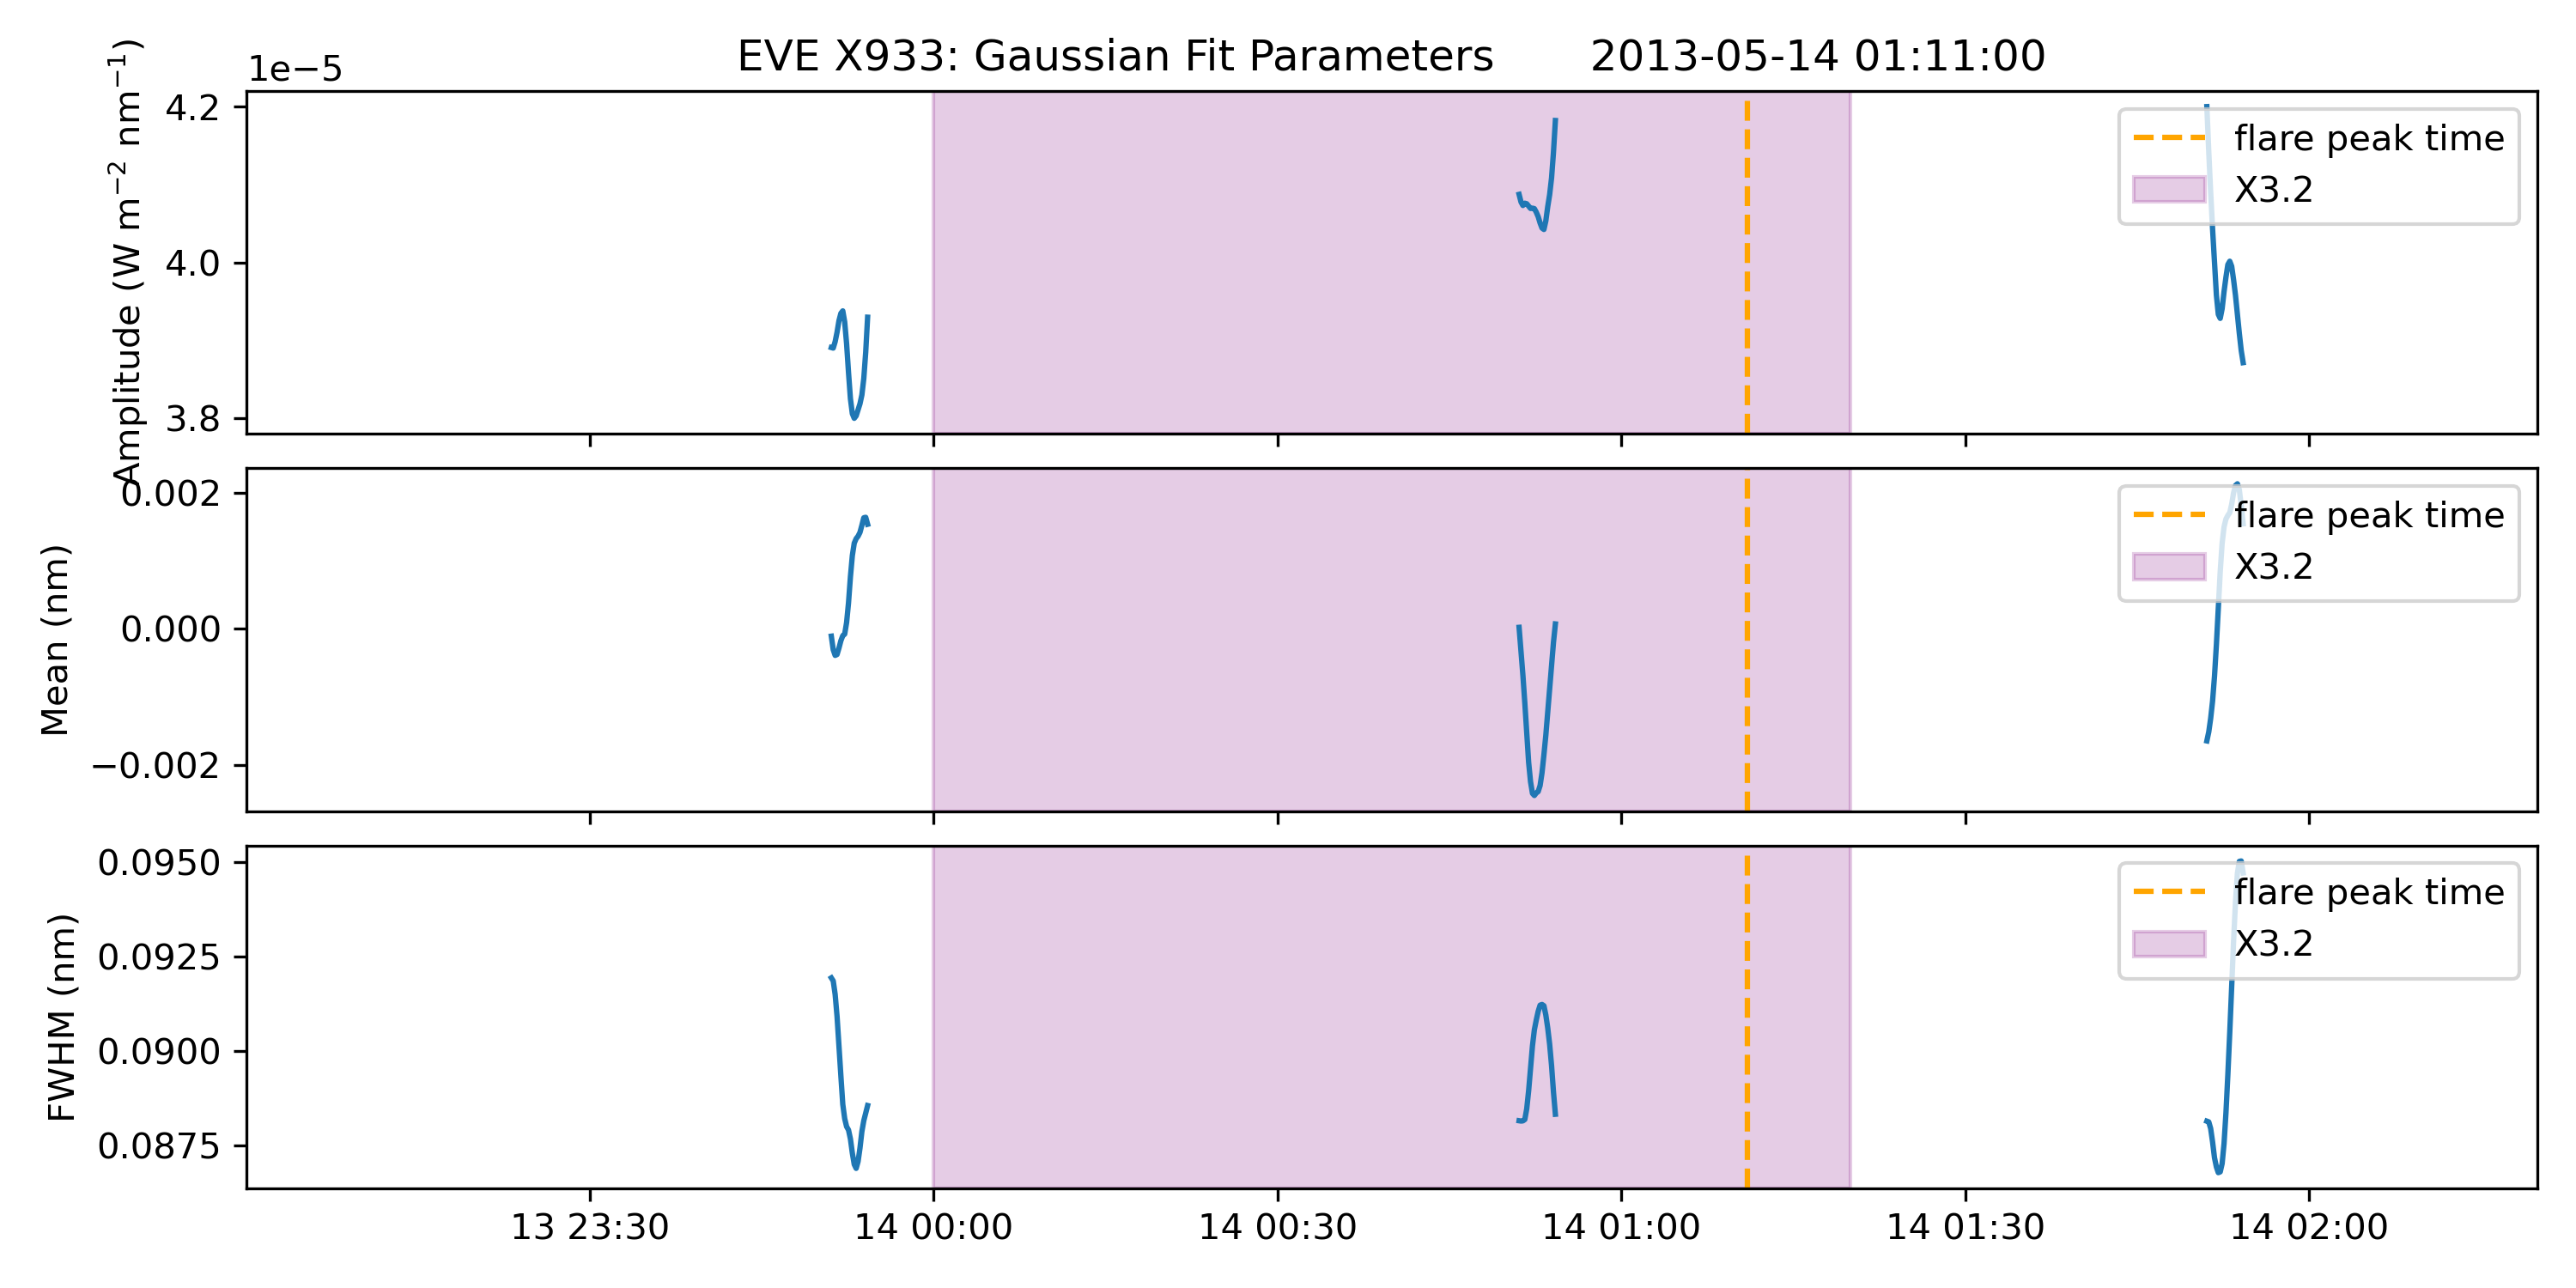 EVE X933: Gaussian Fit Parameters 2013-05-14 01:11:00
1e−5
Amplitude (W m⁻² nm⁻¹)
4.2
4.0
3.8
flare peak time
X3.2
Mean (nm)
0.002
0.000
−0.002
flare peak time
X3.2
FWHM (nm)
0.0950
0.0925
0.0900
0.0875
flare peak time
X3.2
13 23:30 14 00:00 14 00:30 14 01:00 14 01:30 14 02:00